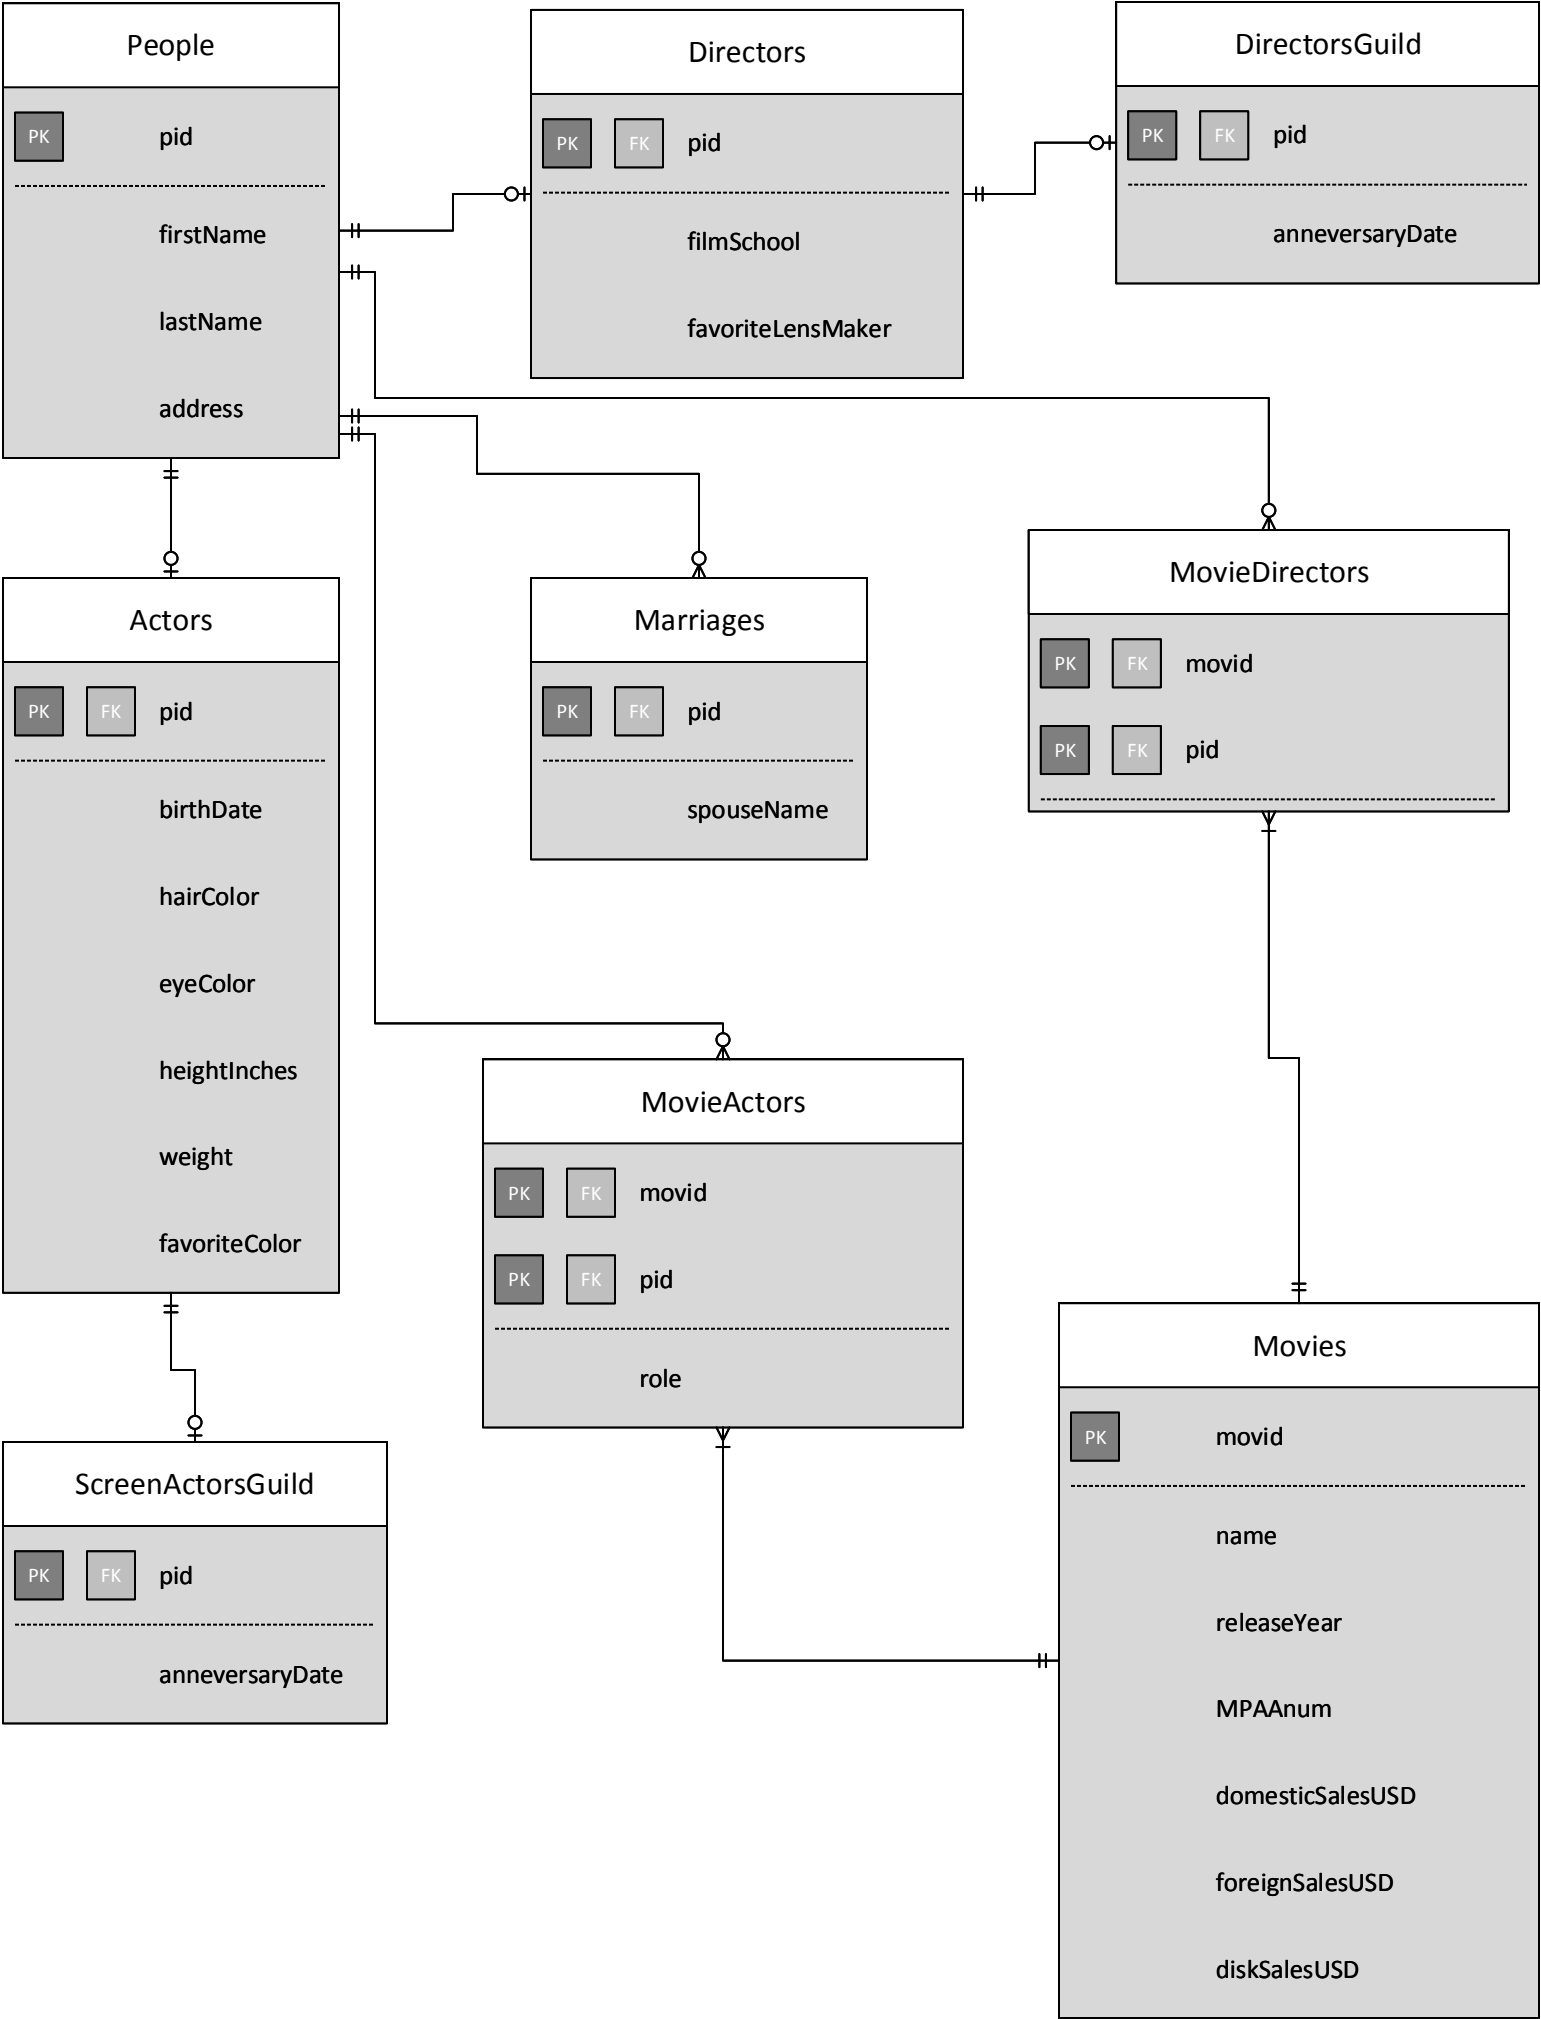 People
PK pid
firstName
lastName
address
Directors
PK FK pid
filmSchool
favoriteLensMaker
DirectorsGuild
PK FK pid
anneversaryDate
Actors
PK FK pid
birthDate
hairColor
eyeColor
heightInches
weight
favoriteColor
Marriages
PK FK pid
spouseName
MovieDirectors
PK FK movid
PK FK pid
MovieActors
PK FK movid
PK FK pid
role
ScreenActorsGuild
PK FK pid
anneversaryDate
Movies
PK movid
name
releaseYear
MPAAnum
domesticSalesUSD
foreignSalesUSD
diskSalesUSD